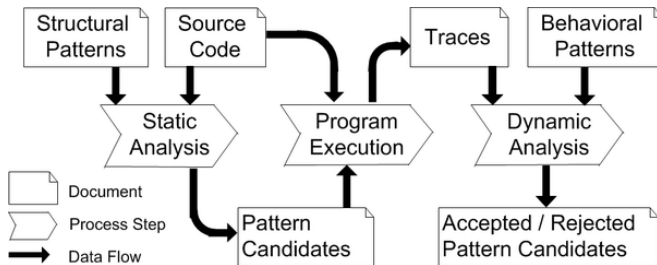 Structural
Patterns
Source
Code
Traces
Behavioral
Patterns
Static
Analysis
Program
Execution
Dynamic
Analysis
Document
Process Step
Data Flow
Pattern
Candidates
Accepted / Rejected
Pattern Candidates